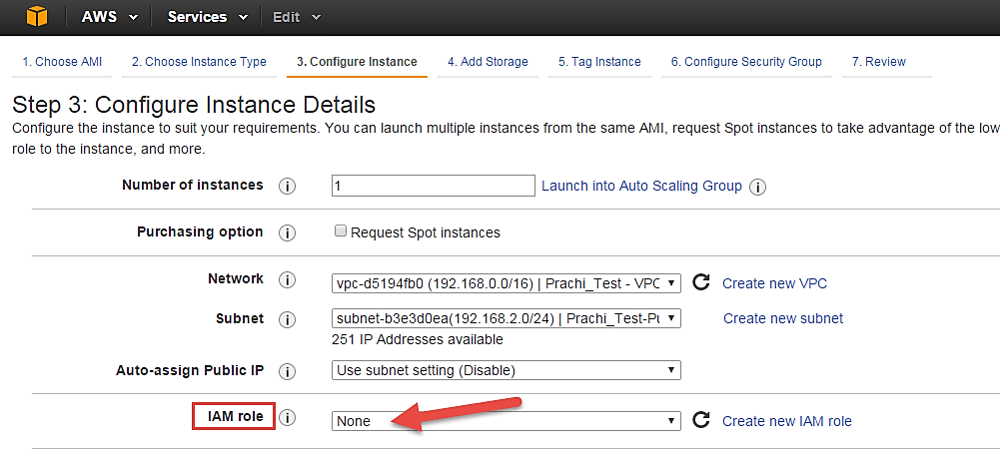 AWS Services Edit
1. Choose AMI 2. Choose Instance Type 3. Configure Instance 4. Add Storage 5. Tag Instance 6. Configure Security Group 7. Review
Step 3: Configure Instance Details
Configure the instance to suit your requirements. You can launch multiple instances from the same AMI, request Spot instances to take advantage of the low
role to the instance, and more.
Number of instances i 1 Launch into Auto Scaling Group i
Purchasing option i Request Spot instances
Network i vpc-d5194fb0 (192.168.0.0/16) | Prachi_Test - VPC Create new VPC
Subnet i subnet-b3e3d0ea(192.168.2.0/24) | Prachi_Test-Pu Create new subnet
251 IP Addresses available
Auto-assign Public IP i Use subnet setting (Disable)
IAM role i None Create new IAM role